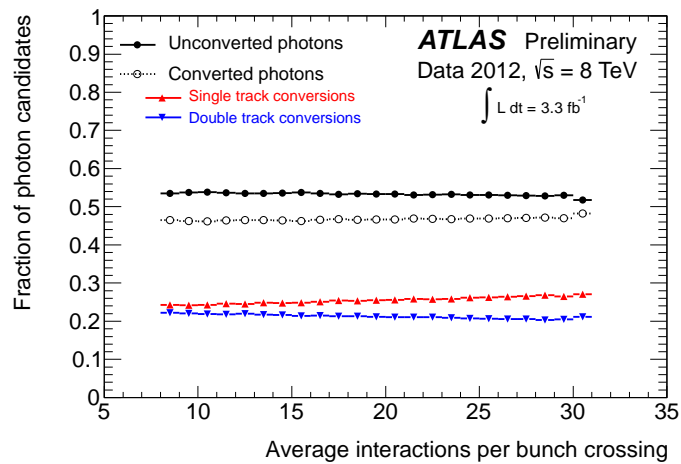 Fraction of photon candidates
1
0.9
0.8
0.7
0.6
0.5
0.4
0.3
0.2
0.1
0
Unconverted photons
Converted photons
Single track conversions
Double track conversions
ATLAS Preliminary
Data 2012, √s = 8 TeV
∫ L dt = 3.3 fb⁻¹
5 10 15 20 25 30 35
Average interactions per bunch crossing